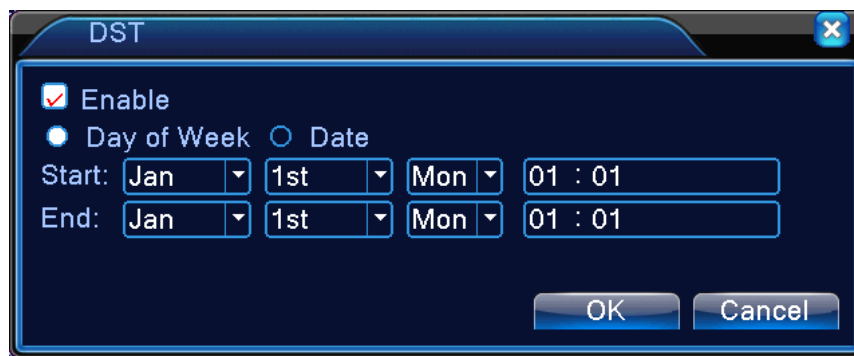 DST
Enable
Day of Week Date
Start: Jan 1st Mon 01 : 01
End: Jan 1st Mon 01 : 01
OK Cancel